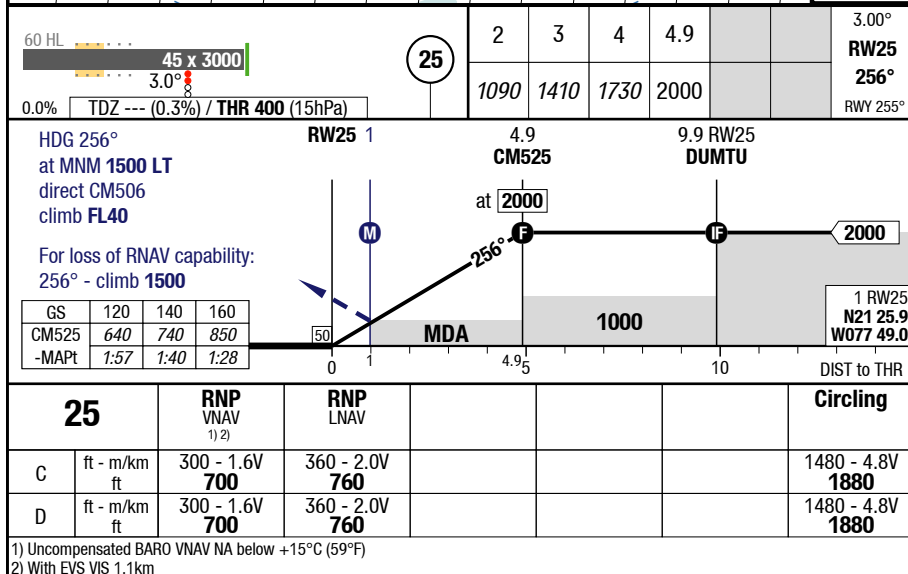 60 HL
45 x 3000
3.0°
0.0% TDZ --- (0.3%) / THR 400 (15hPa)
25
2 3 4 4.9
1090 1410 1730 2000
3.00°
RW25
256°
RWY 255°
HDG 256°
at MNM 1500 LT
direct CM506
climb FL40
For loss of RNAV capability:
256° - climb 1500
RW25 1
4.9
CM525
9.9 RW25
DUMTU
at 2000
M
F
IF
2000
256°
GS 120 140 160
CM525 640 740 850
-MAPt 1:57 1:40 1:28
50
MDA
1000
1 RW25
N21 25.9
W077 49.0
0 1 4.9 5 10 DIST to THR
25
RNP
VNAV
1) 2)
RNP
LNAV
Circling
C ft - m/km 300 - 1.6V 360 - 2.0V 1480 - 4.8V
ft 700 760 1880
D ft - m/km 300 - 1.6V 360 - 2.0V 1480 - 4.8V
ft 700 760 1880
1) Uncompensated BARO VNAV NA below +15°C (59°F)
2) With EVS VIS 1.1km